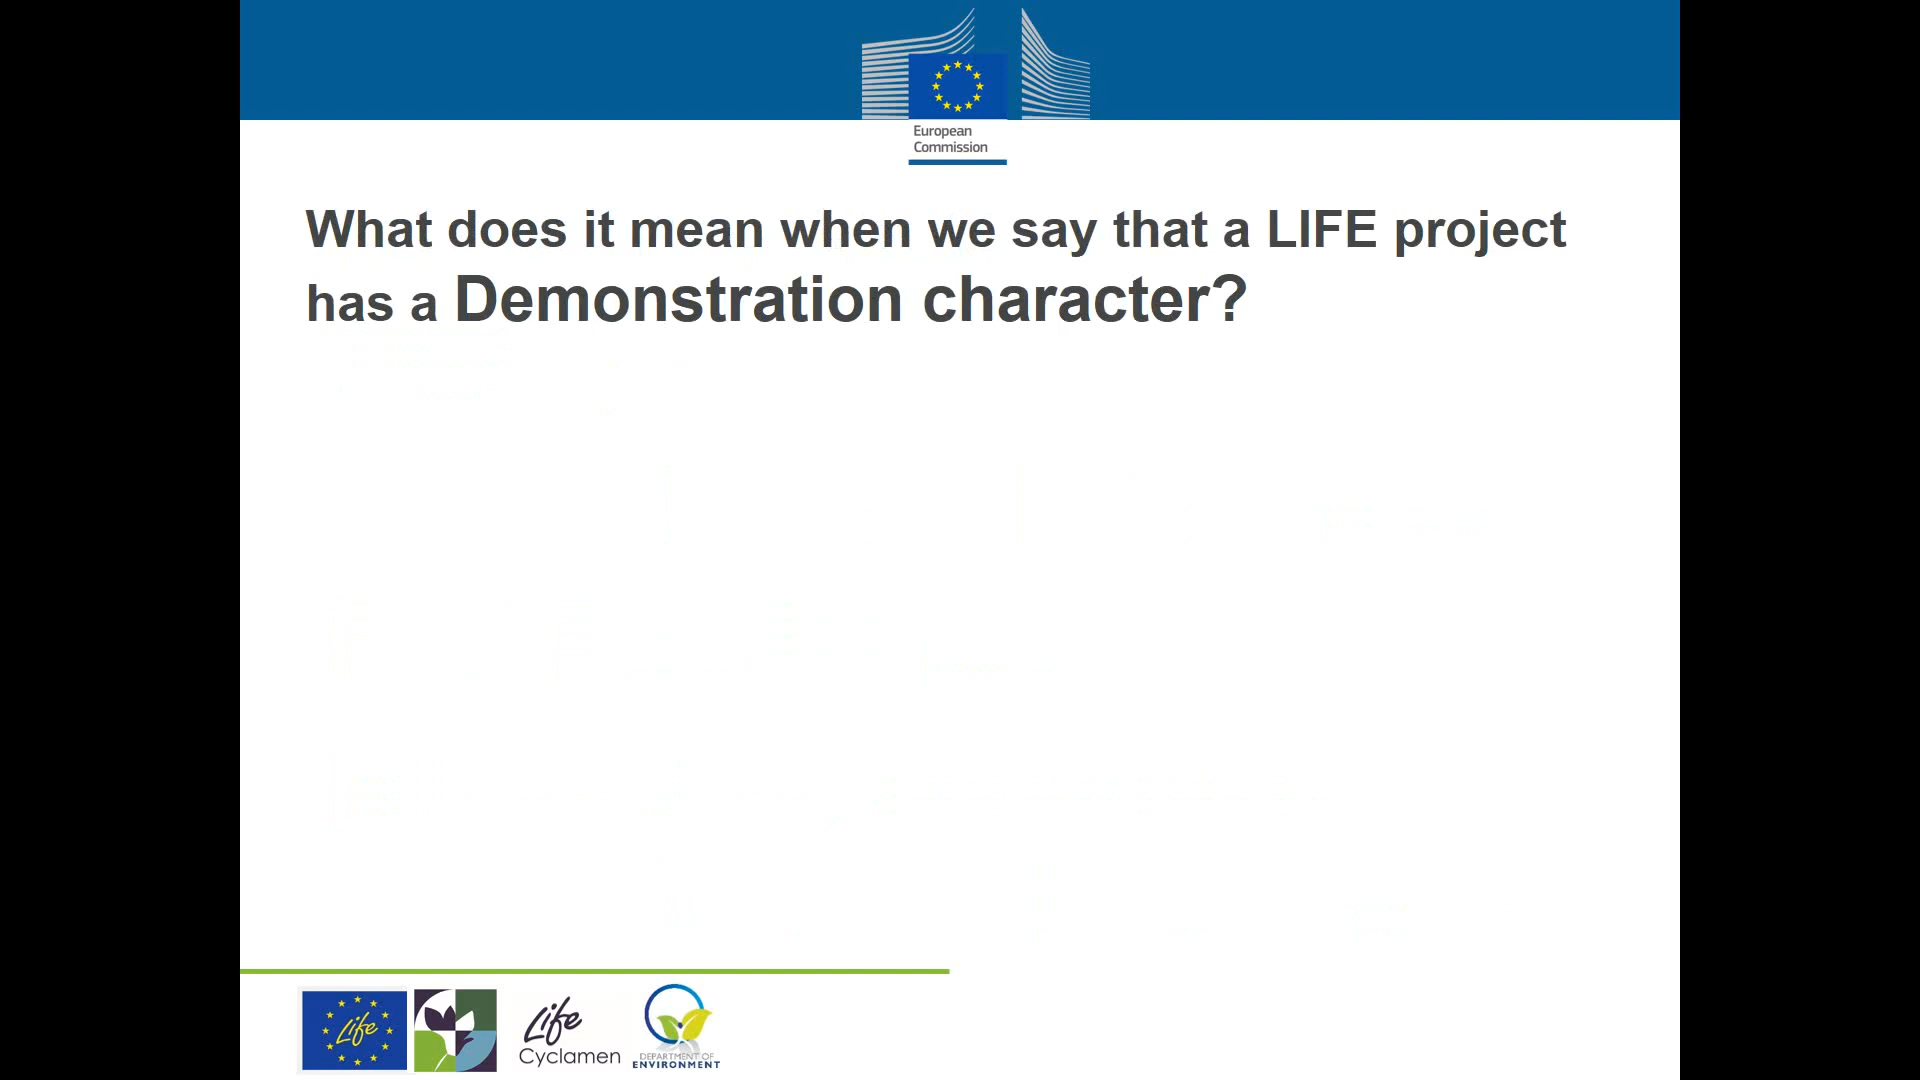 European
Commission
What does it mean when we say that a LIFE project
has a Demonstration character?
Life
Life
Cyclamen
DEPARTMENT OF
ENVIRONMENT